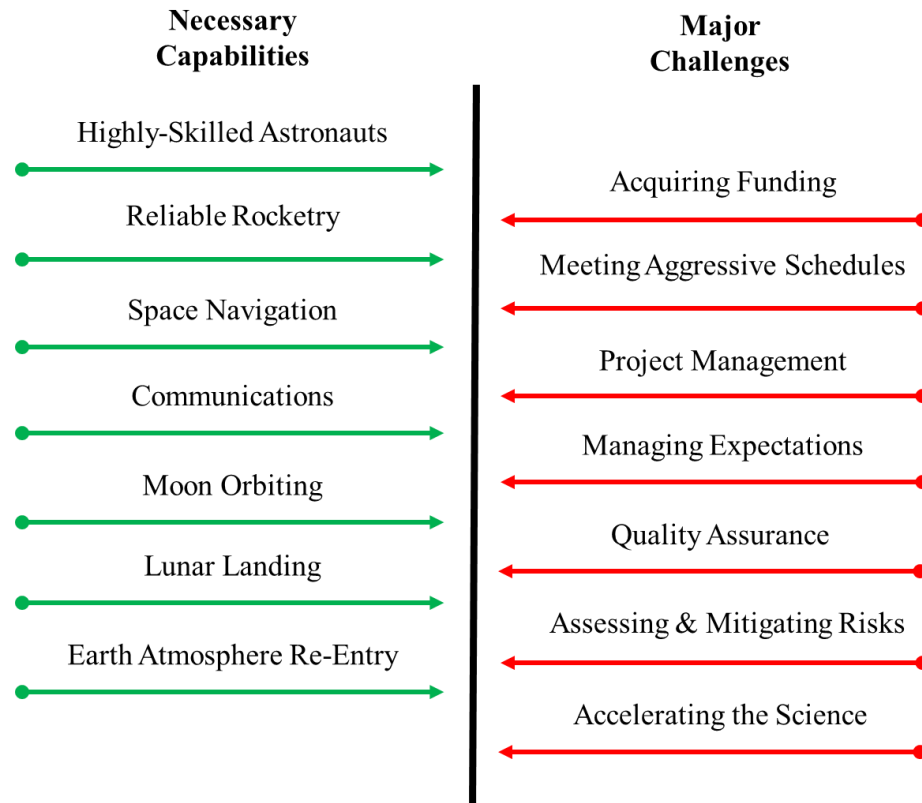 Necessary
Capabilities
Highly-Skilled Astronauts
Reliable Rocketry
Space Navigation
Communications
Moon Orbiting
Lunar Landing
Earth Atmosphere Re-Entry
Major
Challenges
Acquiring Funding
Meeting Aggressive Schedules
Project Management
Managing Expectations
Quality Assurance
Assessing & Mitigating Risks
Accelerating the Science